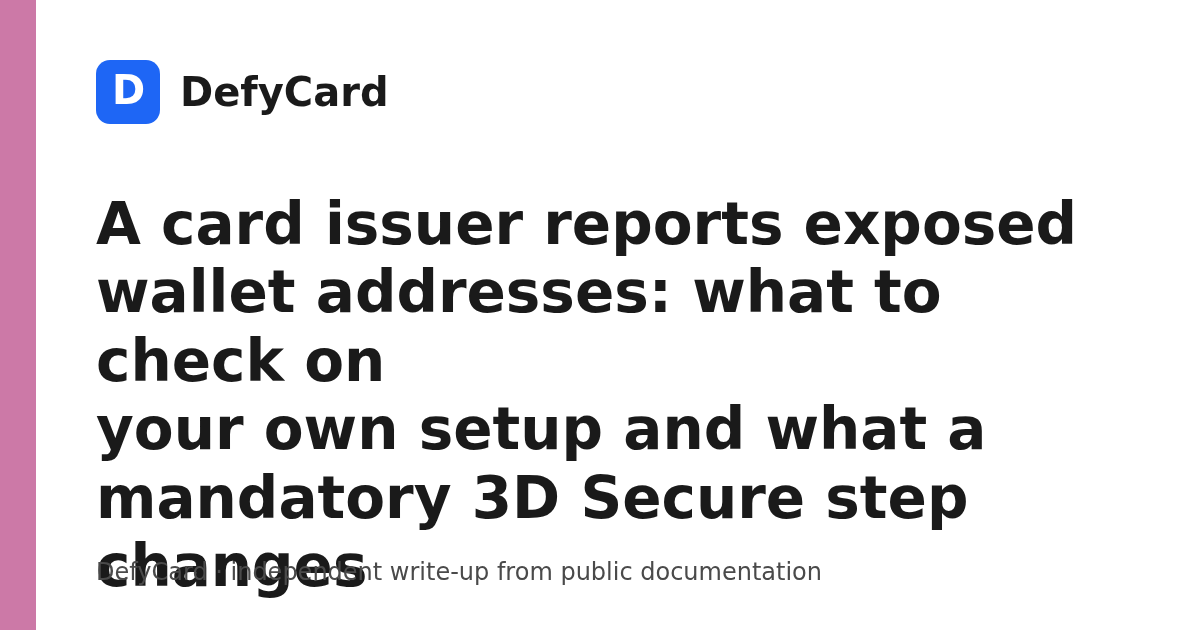 D DefyCard
A card issuer reports exposed
wallet addresses: what to
check on
your own setup and what a
mandatory 3D Secure step
changes
DefyCard · independent write-up from public documentation